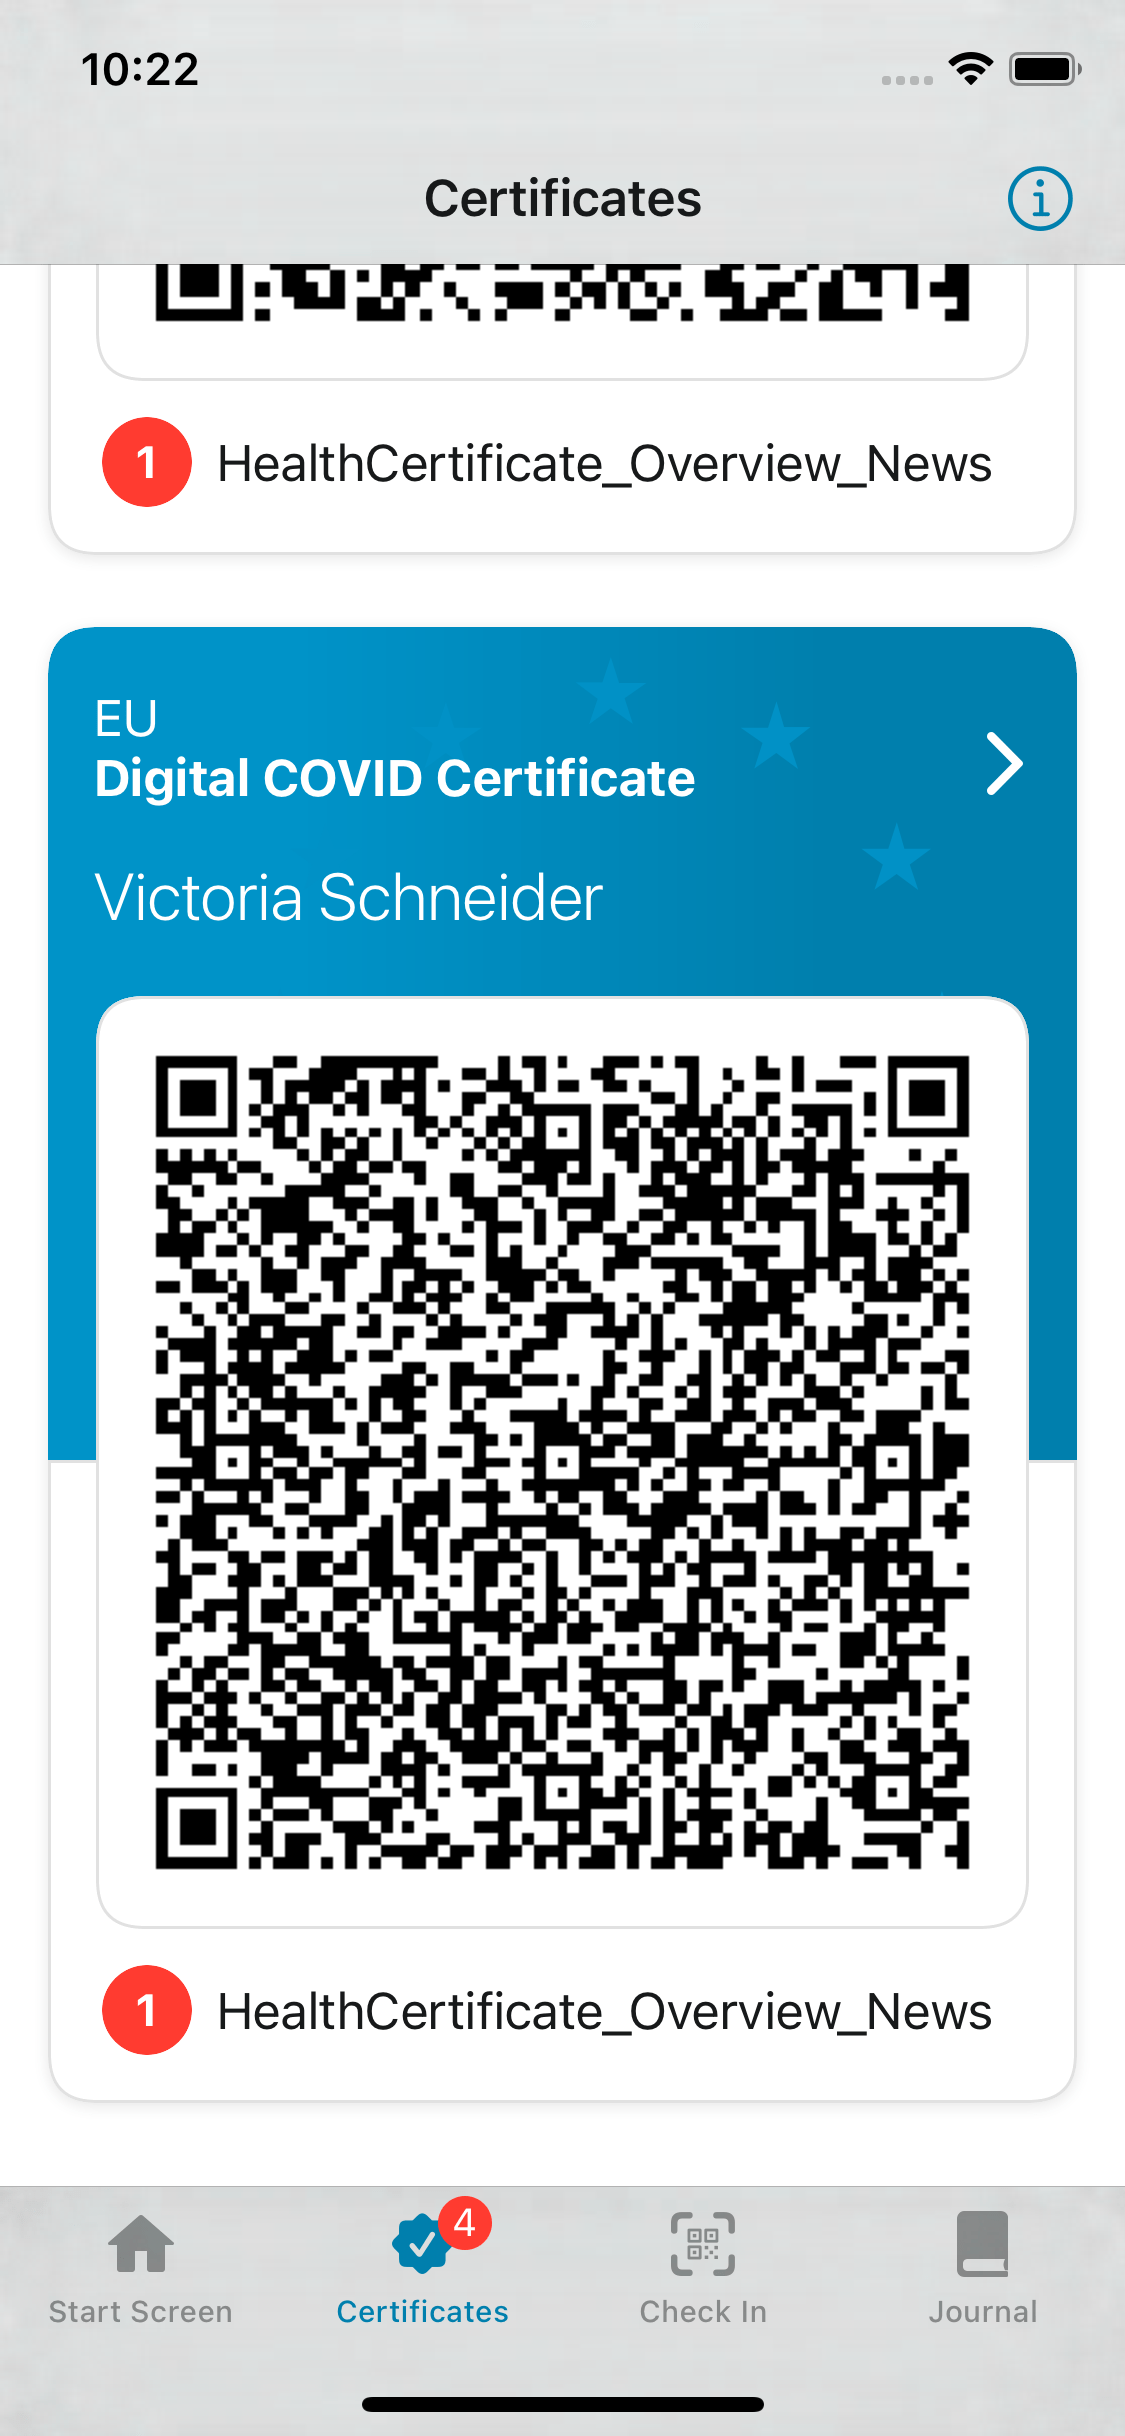 10:22
Certificates
1 HealthCertificate_Overview_News
EU
Digital COVID Certificate
Victoria Schneider
1 HealthCertificate_Overview_News
4
Start Screen Certificates Check In Journal